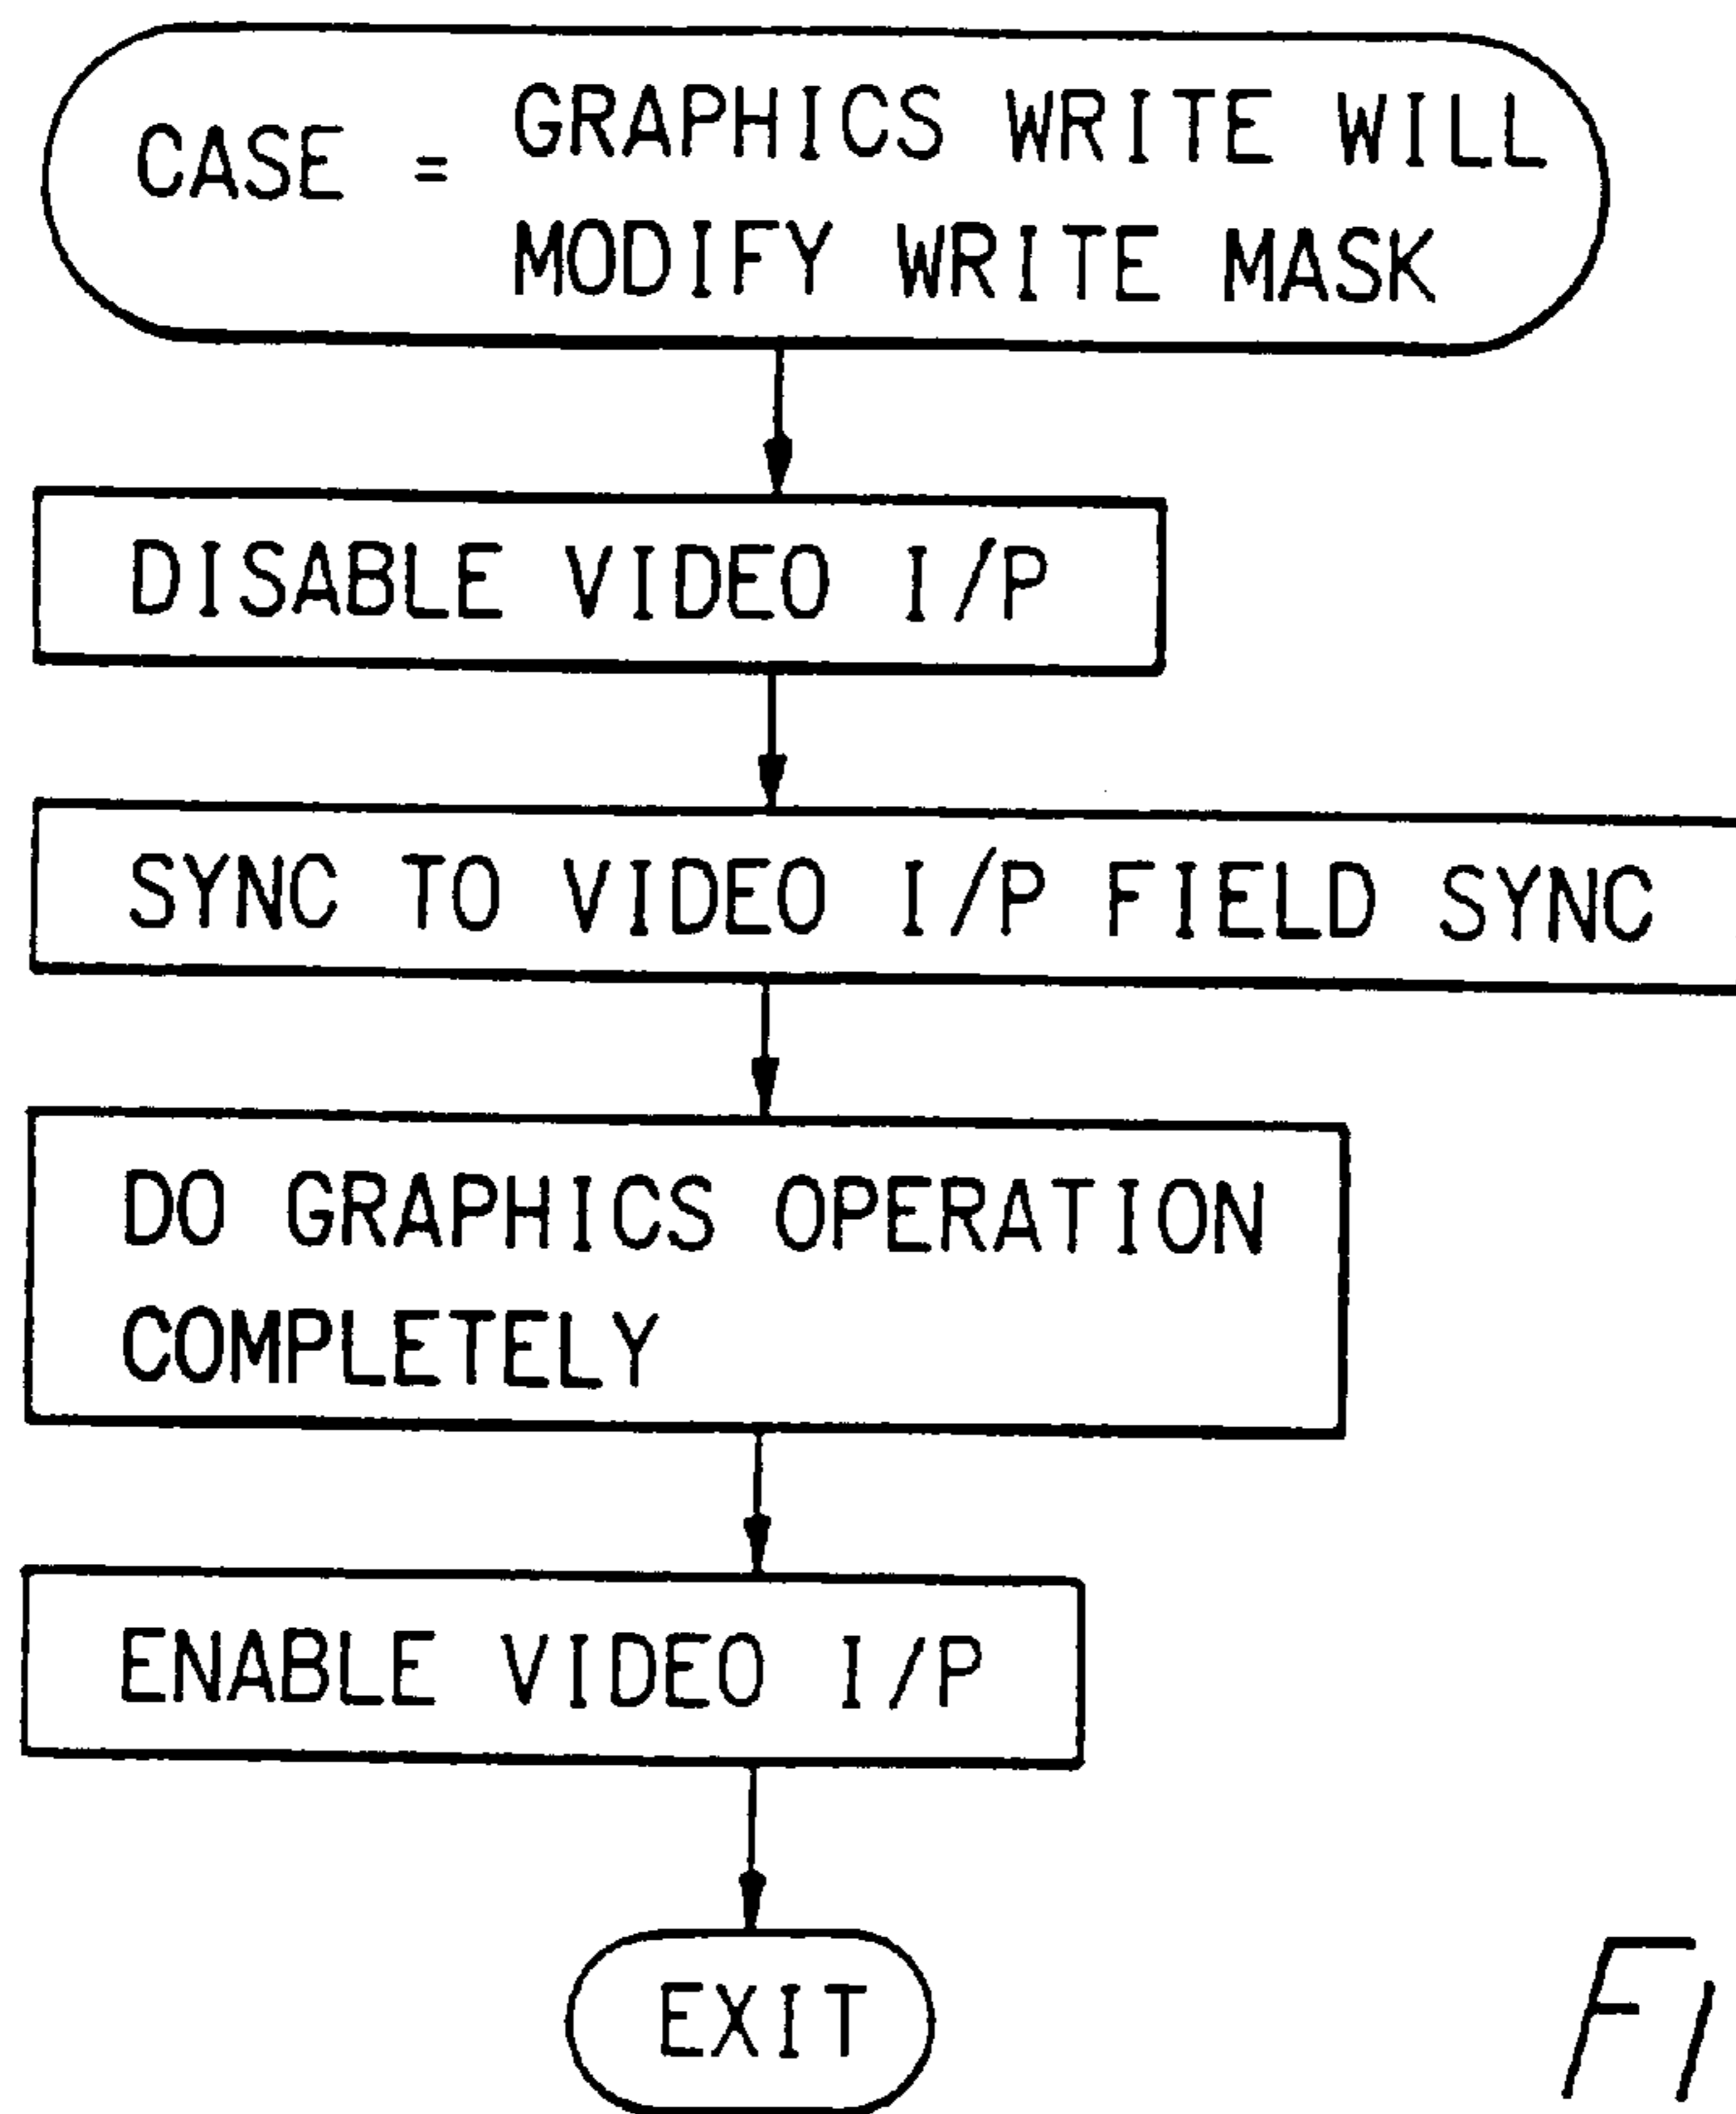 CASE = GRAPHICS WRITE WILL
MODIFY WRITE MASK
DISABLE VIDEO I/P
SYNC TO VIDEO I/P FIELD SYNC
DO GRAPHICS OPERATION
COMPLETELY
ENABLE VIDEO I/P
EXIT